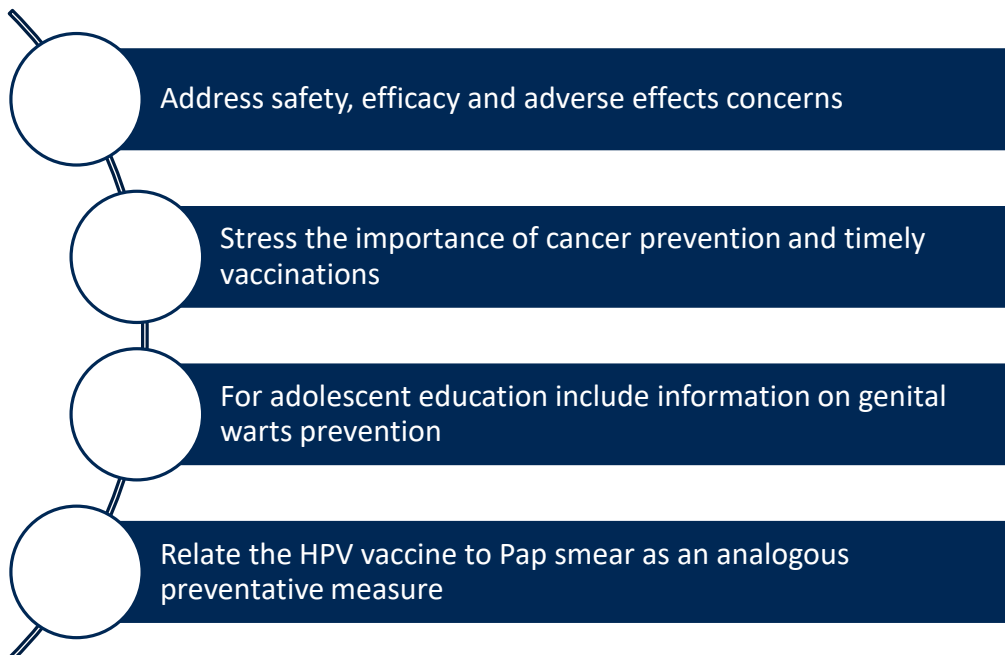 Address safety, efficacy and adverse effects concerns
Stress the importance of cancer prevention and timely
vaccinations
For adolescent education include information on genital
warts prevention
Relate the HPV vaccine to Pap smear as an analogous
preventative measure